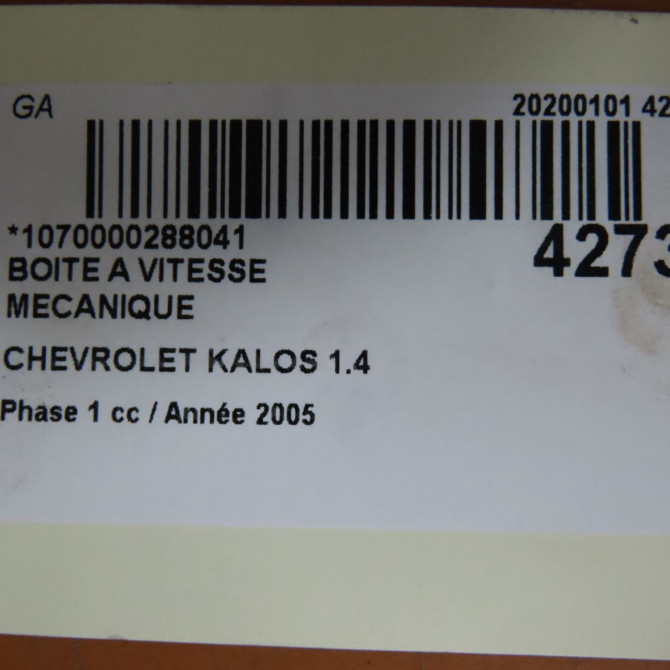 GA 20200101 42
*1070000288041 4273
BOITE A VITESSE
MECANIQUE
CHEVROLET KALOS 1.4
Phase 1 cc / Année 2005